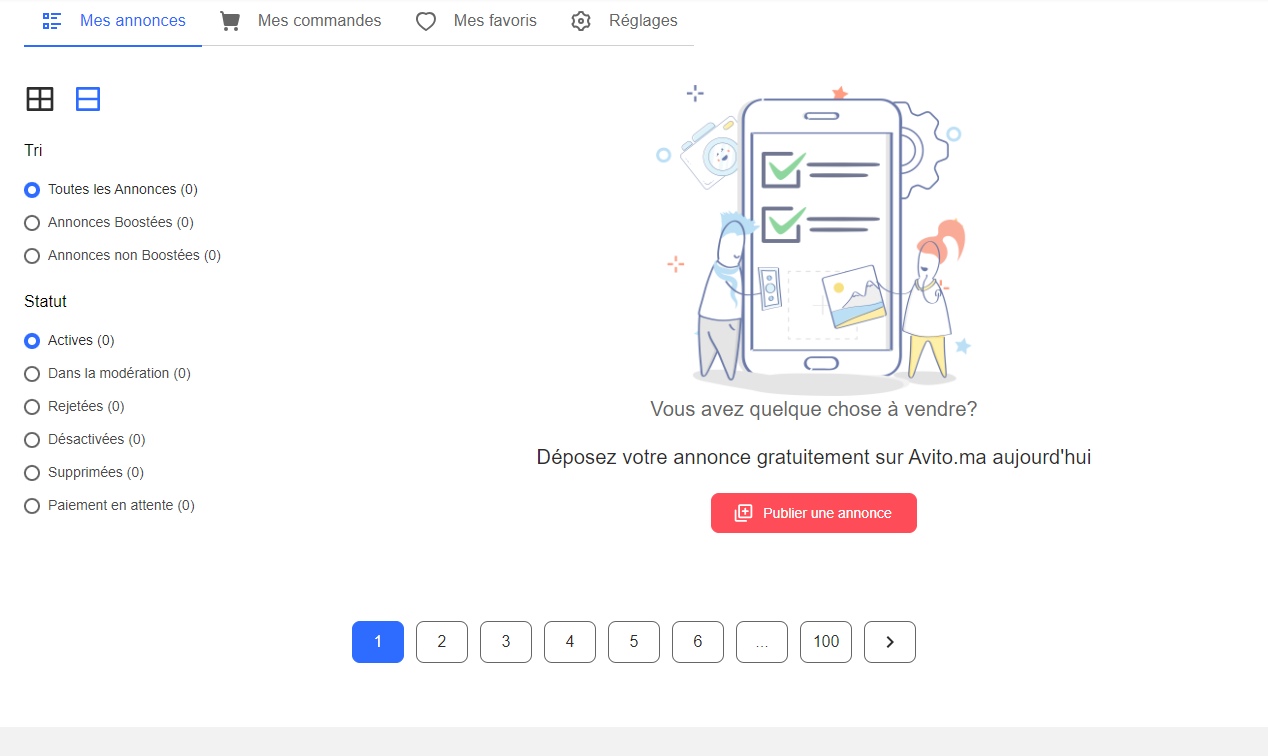 Mes annonces
Mes commandes
Mes favoris
Réglages
Tri
Toutes les Annonces (0)
Annonces Boostées (0)
Annonces non Boostées (0)
Statut
Actives (0)
Dans la modération (0)
Rejetées (0)
Désactivées (0)
Supprimées (0)
Paiement en attente (0)
Vous avez quelque chose à vendre?
Déposez votre annonce gratuitement sur Avito.ma aujourd'hui
Publier une annonce
1 2 3 4 5 6 ... 100